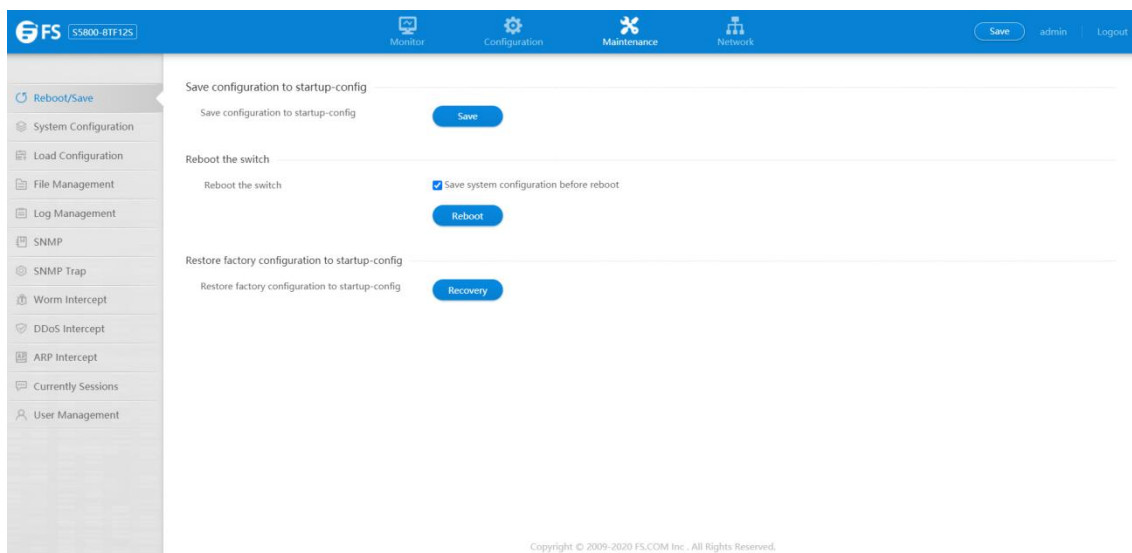 FS S5800-8TF12S
Monitor
Configuration
Maintenance
Network
Save
admin
Logout
Reboot/Save
System Configuration
Load Configuration
File Management
Log Management
SNMP
SNMP Trap
Worm Intercept
DDoS Intercept
ARP Intercept
Currently Sessions
User Management
Save configuration to startup-config
Save configuration to startup-config Save
Reboot the switch
Reboot the switch Save system configuration before reboot
Reboot
Restore factory configuration to startup-config
Restore factory configuration to startup-config Recovery
Copyright © 2009-2020 FS.COM Inc . All Rights Reserved.